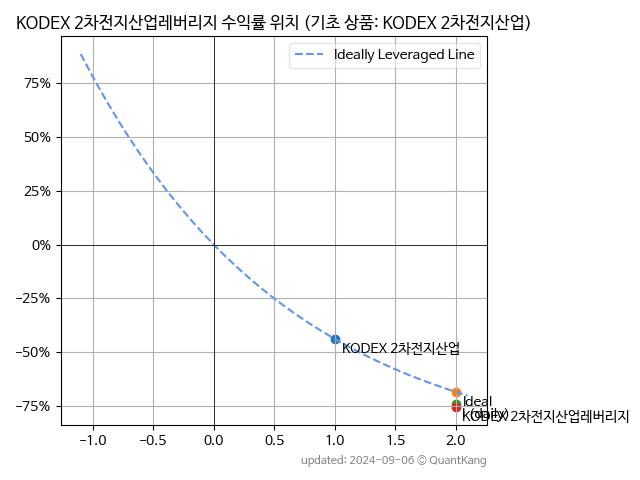 KODEX 2차전지산업레버리지 수익률 위치 (기초 상품: KODEX 2차전지산업)
Ideally Leveraged Line
75%
50%
25%
0%
−25%
−50%
−75%
KODEX 2차전지산업
Ideal
(daily)
KODEX 2차전지산업레버리지
−1.0 −0.5 0.0 0.5 1.0 1.5 2.0
updated: 2024-09-06 © QuantKang